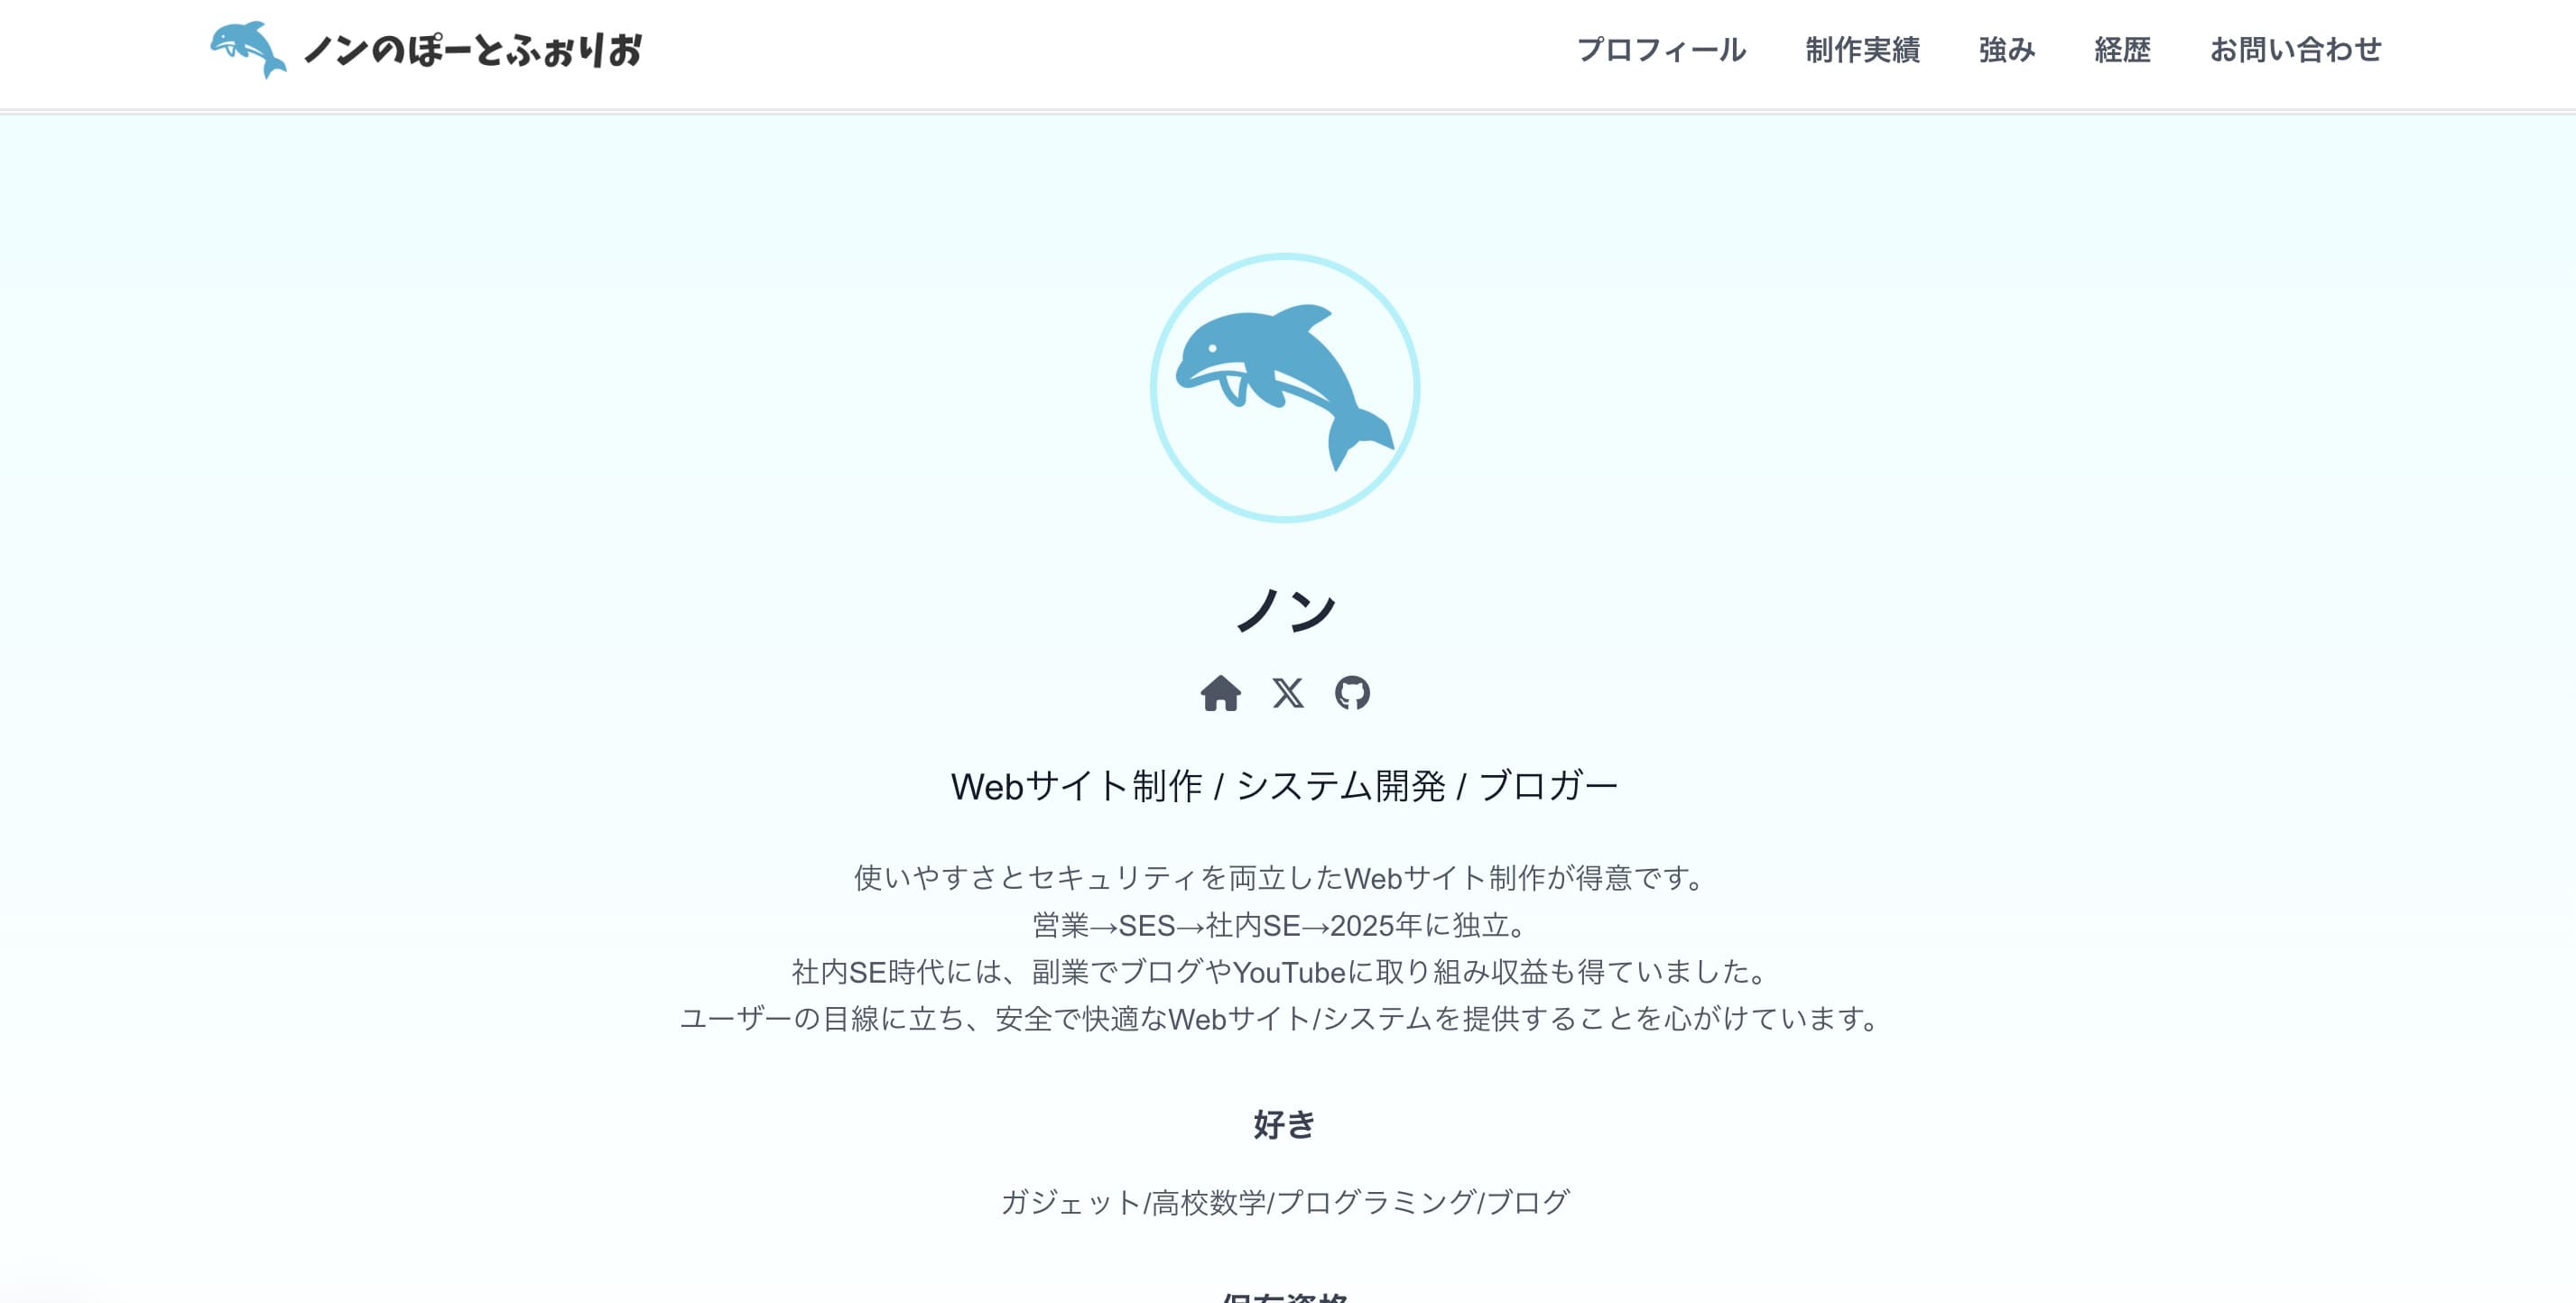 ノンのぽーとふぉりお
プロフィール 制作実績 強み 経歴 お問い合わせ
ノン
Webサイト制作 / システム開発 / ブロガー
使いやすさとセキュリティを両立したWebサイト制作が得意です。
営業→SES→社内SE→2025年に独立。
社内SE時代には、副業でブログやYouTubeに取り組み収益も得ていました。
ユーザーの目線に立ち、安全で快適なWebサイト/システムを提供することを心がけています。
好き
ガジェット/高校数学/プログラミング/ブログ
保有資格